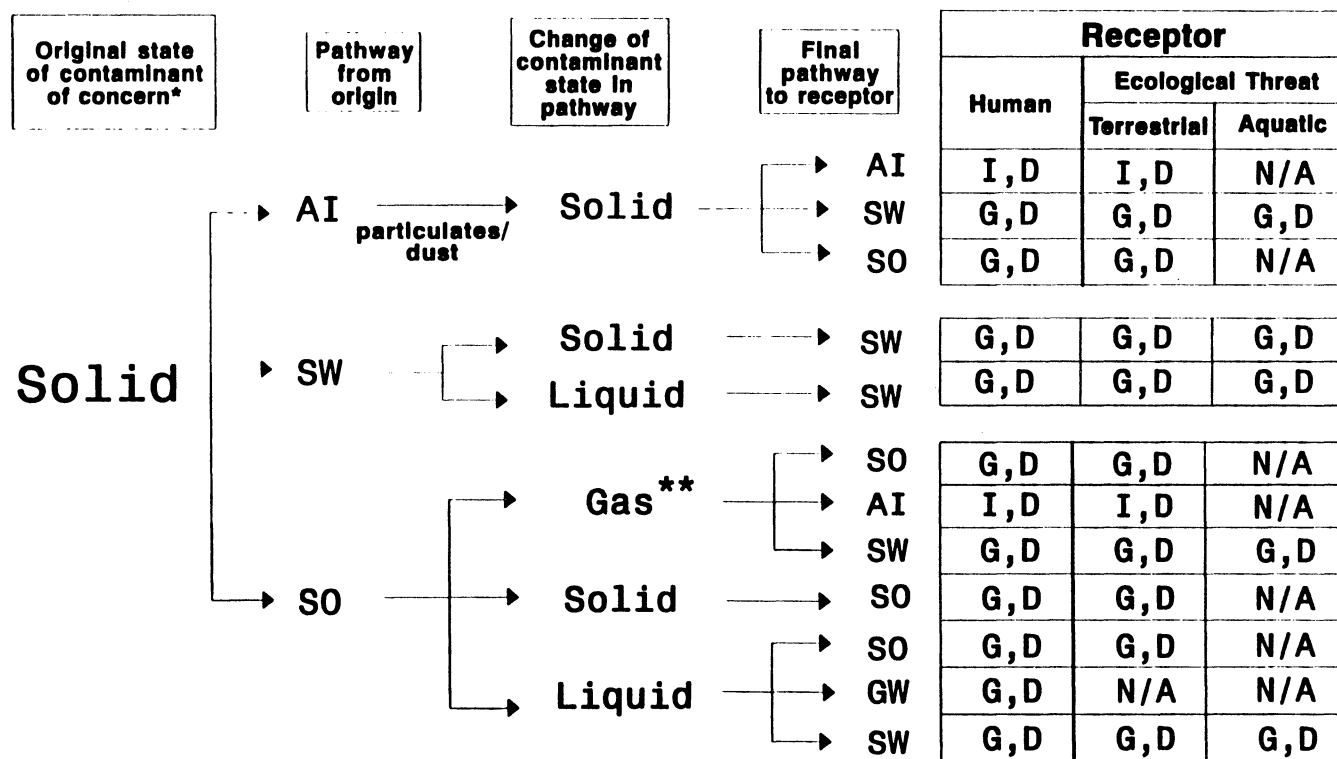 Original state
of contaminant
of concern*
Pathway
from
origin
Change of
contaminant
state in
pathway
Final
pathway
to receptor
Receptor
Human
Ecological Threat
Terrestrial
Aquatic
Solid
AI
particulates/
dust
Solid
AI I,D I,D N/A
SW G,D G,D G,D
SO G,D G,D N/A
SW
Solid SW G,D G,D G,D
Liquid SW G,D G,D G,D
SO
Gas**
SO G,D G,D N/A
AI I,D I,D N/A
SW G,D G,D G,D
Solid SO G,D G,D N/A
Liquid
SO G,D G,D N/A
GW G,D N/A N/A
SW G,D G,D G,D